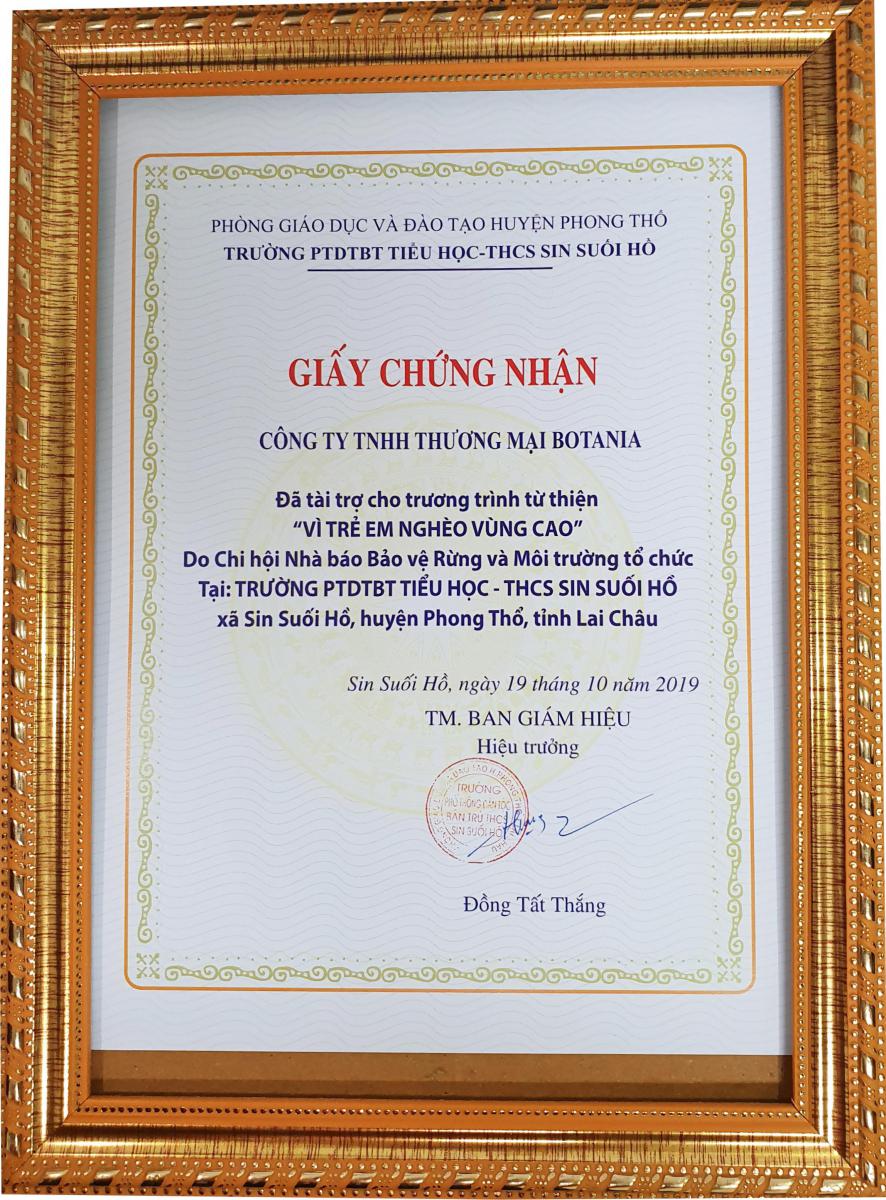 PHÒNG GIÁO DỤC VÀ ĐÀO TẠO HUYỆN PHONG THỔ
TRƯỜNG PTDTBT TIỂU HỌC-THCS SIN SUỐI HỒ
GIẤY CHỨNG NHẬN
CÔNG TY TNHH THƯƠNG MẠI BOTANIA
Đã tài trợ cho trương trình từ thiện
“VÌ TRẺ EM NGHÈO VÙNG CAO”
Do Chi hội Nhà báo Bảo vệ Rừng và Môi trường tổ chức
Tại: TRƯỜNG PTDTBT TIỂU HỌC - THCS SIN SUỐI HỒ
xã Sin Suối Hồ, huyện Phong Thổ, tỉnh Lai Châu
Sin Suối Hồ, ngày 19 tháng 10 năm 2019
TM. BAN GIÁM HIỆU
Hiệu trưởng
TRƯỜNG
PHỔ THÔNG DÂN TỘC
BÁN TRÚ THCS
SIN SUỐI HỒ
Đồng Tất Thắng